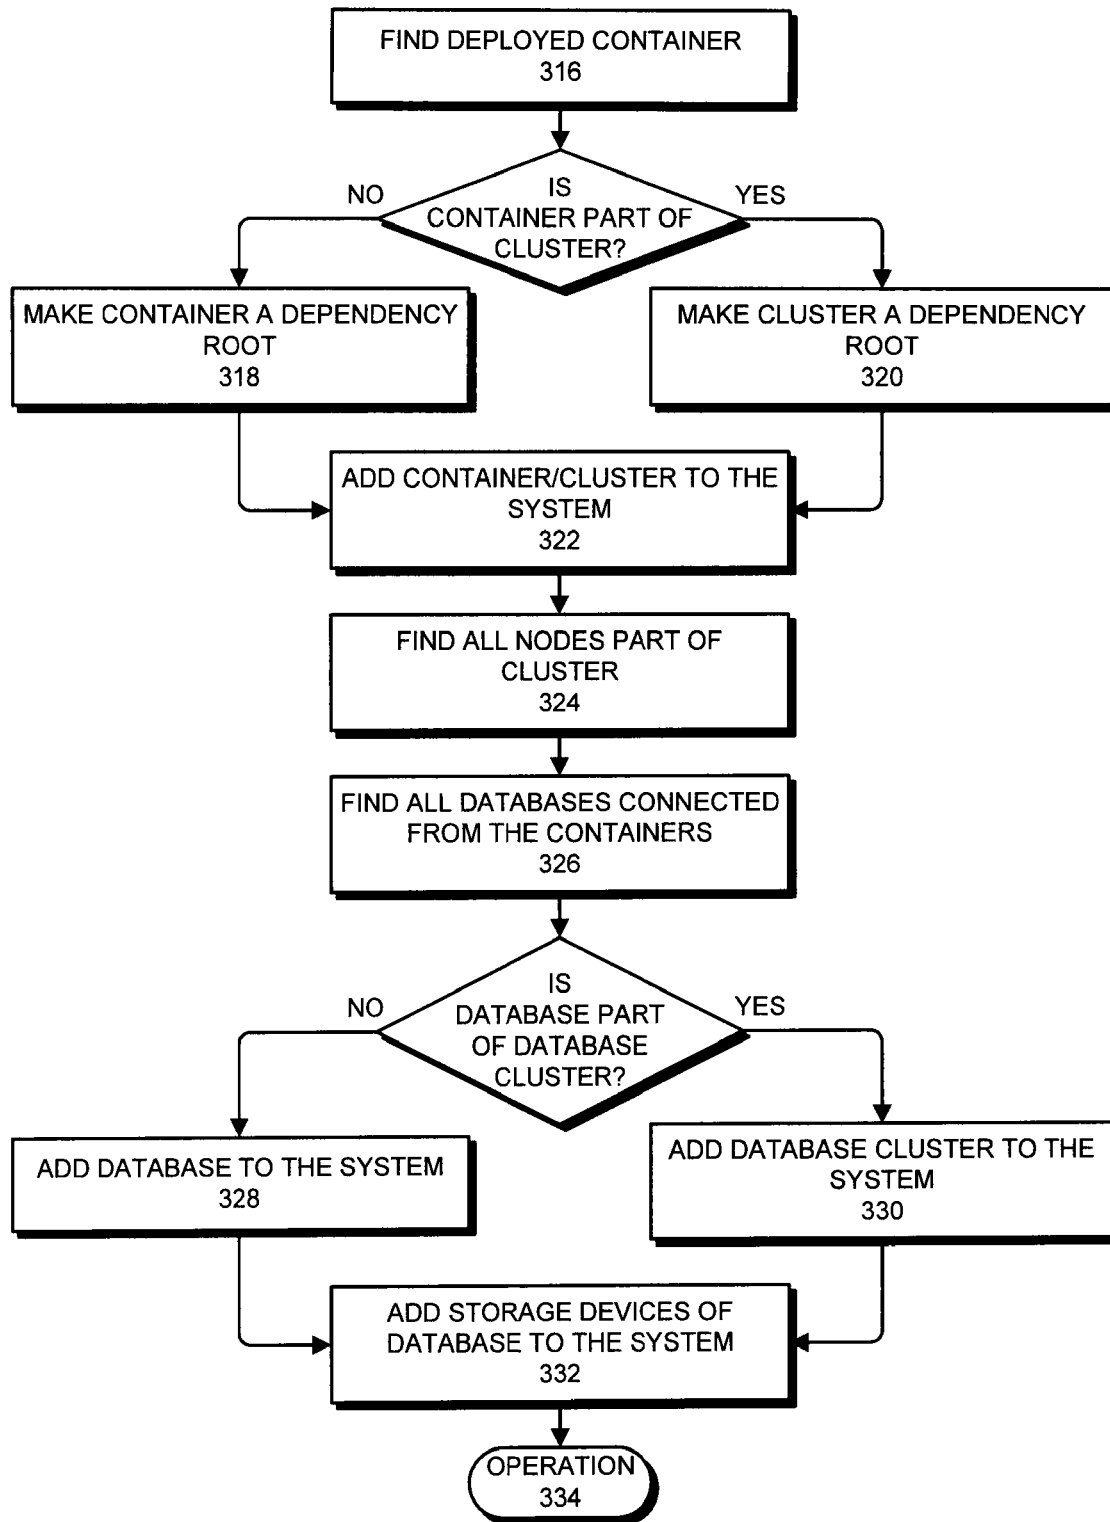 FIND DEPLOYED CONTAINER
316
IS
CONTAINER PART OF
CLUSTER?
NO
YES
MAKE CONTAINER A DEPENDENCY
ROOT
318
MAKE CLUSTER A DEPENDENCY
ROOT
320
ADD CONTAINER/CLUSTER TO THE
SYSTEM
322
FIND ALL NODES PART OF
CLUSTER
324
FIND ALL DATABASES CONNECTED
FROM THE CONTAINERS
326
IS
DATABASE PART
OF DATABASE
CLUSTER?
NO
YES
ADD DATABASE TO THE SYSTEM
328
ADD DATABASE CLUSTER TO THE
SYSTEM
330
ADD STORAGE DEVICES OF
DATABASE TO THE SYSTEM
332
OPERATION
334